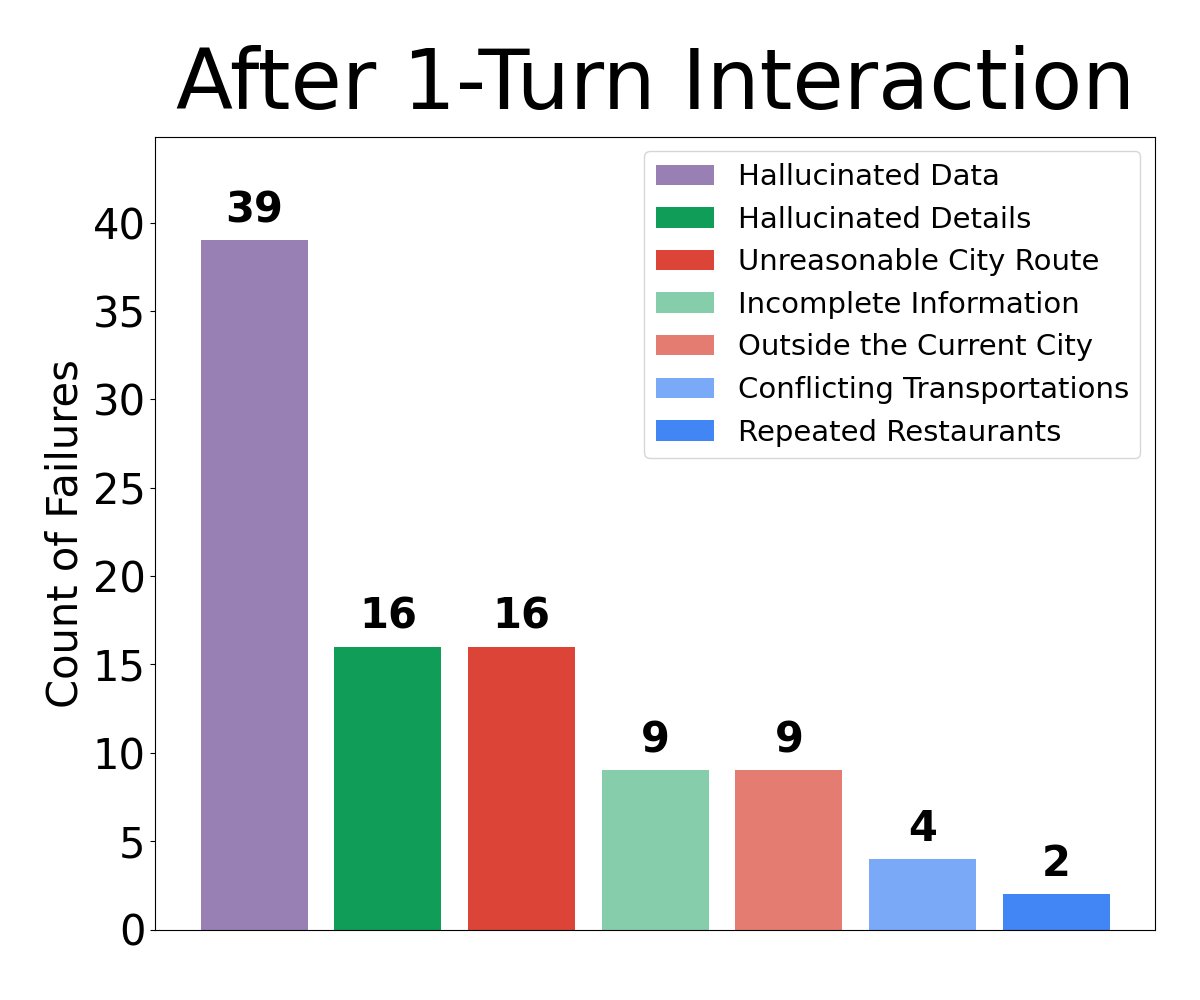 After 1-Turn Interaction
Count of Failures
40
35
30
25
20
15
10
5
0
39
16
16
9
9
4
2
Hallucinated Data
Hallucinated Details
Unreasonable City Route
Incomplete Information
Outside the Current City
Conflicting Transportations
Repeated Restaurants